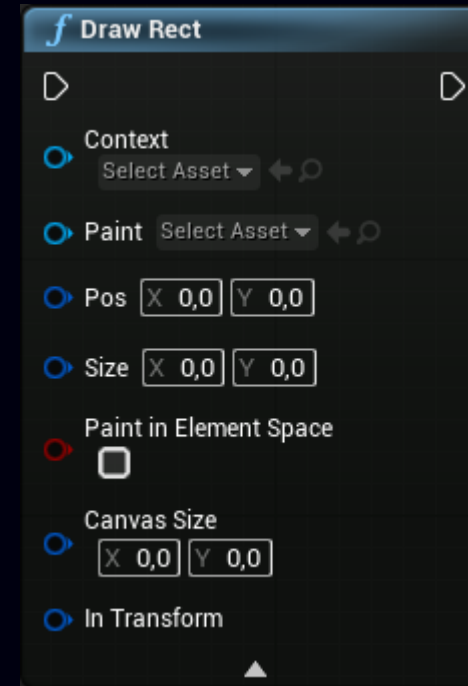 f Draw Rect
Context
Select Asset
Paint Select Asset
Pos X 0,0 Y 0,0
Size X 0,0 Y 0,0
Paint in Element Space
Canvas Size
X 0,0 Y 0,0
In Transform